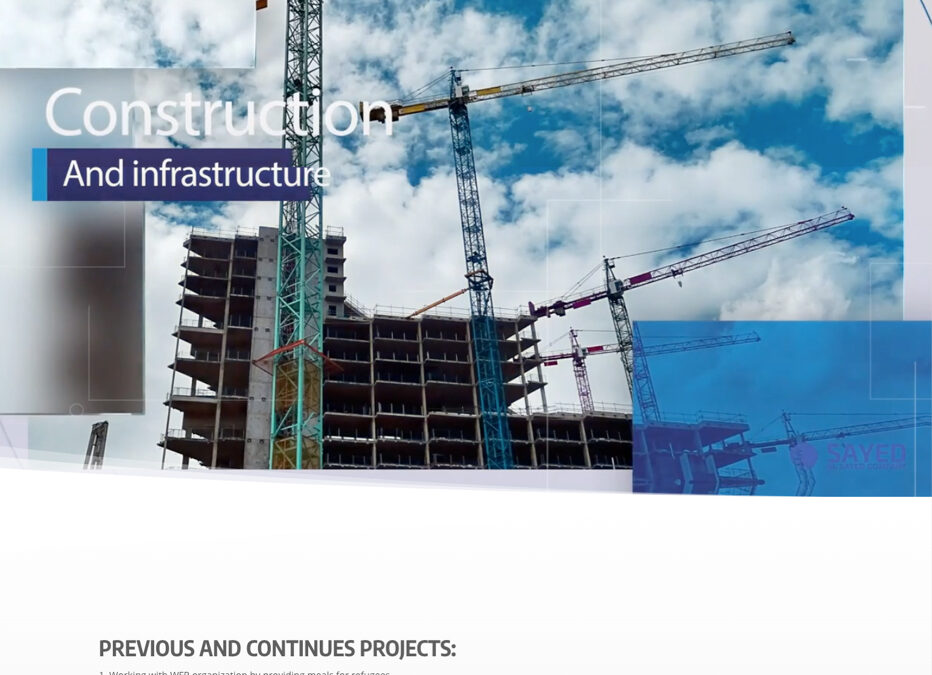 Construction
And infrastructure
SAYED
PREVIOUS AND CONTINUES PROJECTS:
1. Working with WFP organization by providing meals for refugees